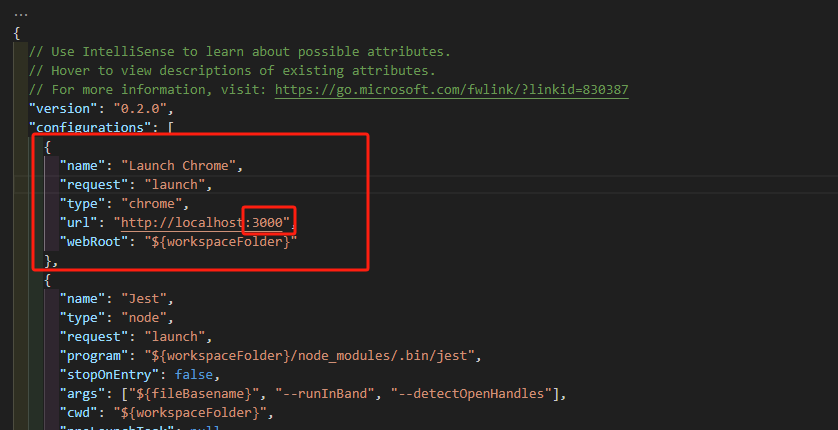 ...
{
// Use IntelliSense to learn about possible attributes.
// Hover to view descriptions of existing attributes.
// For more information, visit: https://go.microsoft.com/fwlink/?linkid=830387
"version": "0.2.0",
"configurations": [
{
"name": "Launch Chrome",
"request": "launch",
"type": "chrome",
"url": "http://localhost:3000",
"webRoot": "${workspaceFolder}"
},
{
"name": "Jest",
"type": "node",
"request": "launch",
"program": "${workspaceFolder}/node_modules/.bin/jest",
"stopOnEntry": false,
"args": ["${fileBasename}", "--runInBand", "--detectOpenHandles"],
"cwd": "${workspaceFolder}",
"preLaunchTask": null